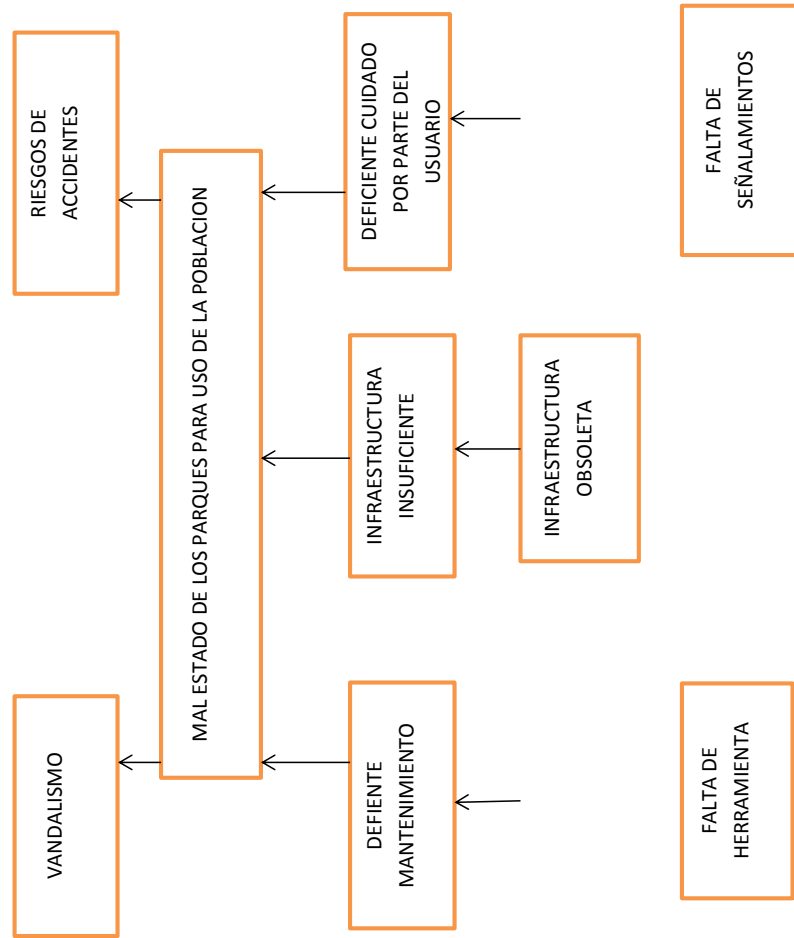 VANDALISMO
RIESGOS DE
ACCIDENTES
MAL ESTADO DE LOS PARQUES PARA USO DE LA POBLACION
DEFIENTE
MANTENIMIENTO
INFRAESTRUCTURA
INSUFICIENTE
DEFICIENTE CUIDADO
POR PARTE DEL
USUARIO
INFRAESTRUCTURA
OBSOLETA
FALTA DE
HERRAMIENTA
FALTA DE
SEÑALAMIENTOS